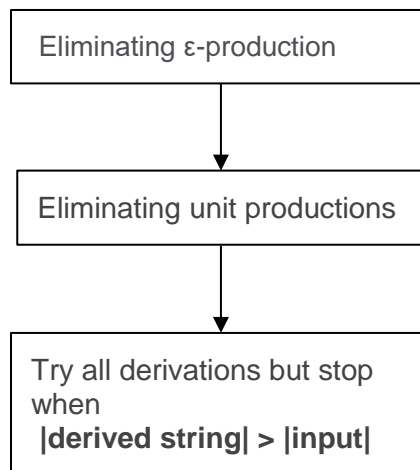 Eliminating ε-production
Eliminating unit productions
Try all derivations but stop
when
|derived string| > |input|